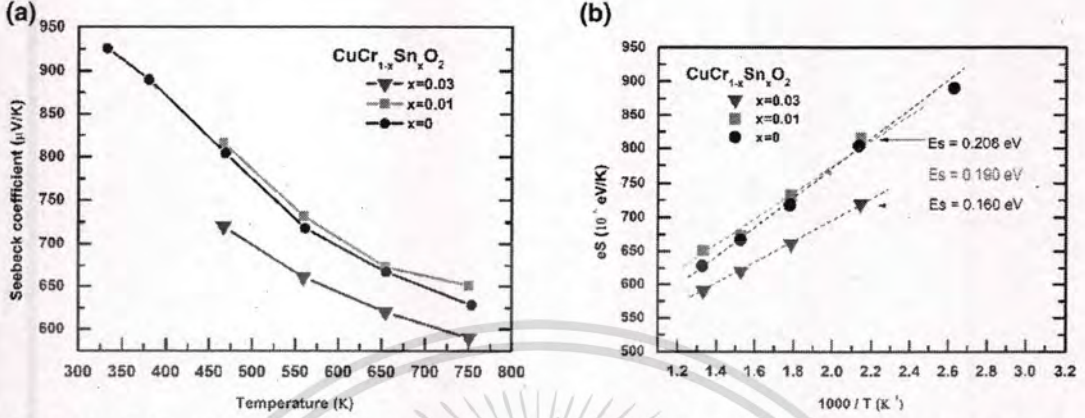 (a)
950
900
850
800
750
700
650
600
Seebeck coefficient (µV/K)
CuCr1-xSnxO2
x=0.03
x=0.01
x=0
300 350 400 450 500 550 600 650 700 750 800
Temperature (K)
(b)
950
900
850
800
750
700
650
600
550
500
CuCr1-xSnxO2
x=0.03
x=0.01
x=0
Es = 0.208 eV
Es = 0.190 eV
Es = 0.160 eV
1.2 1.4 1.6 1.8 2.0 2.2 2.4 2.6 2.8 3.0
1000 / T (K⁻¹)